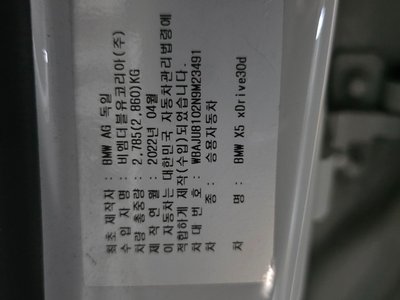 최초 제작자 : BMW AG 독일
수 입 자 명 : 비엠더블유코리아(주)
차량 총중량 : 2,785(2,860)KG
제 작 연 월 : 2022년 04월
이 자동차는 대한민국 자동차관리법령에
적합하게 제작(수입)되었습니다.
차 대 번 호 : WBAJU8102N9M23491
차 종 : 승용자동차
차 명 : BMW X5 xDrive30d